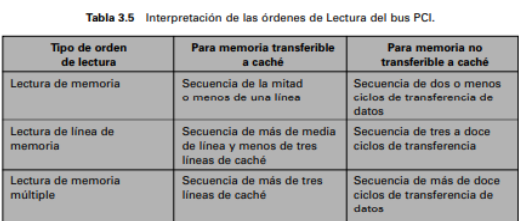 Tabla 3.5 Interpretación de las órdenes de Lectura del bus PCI.
Tipo de orden de lectura
Para memoria transferible a caché
Para memoria no transferible a caché
Lectura de memoria
Secuencia de la mitad
o menos de una línea
Secuencia de dos o menos
ciclos de transferencia de
datos
Lectura de línea de
memoria
Secuencia de más de media
de línea y menos de tres
líneas de caché
Secuencia de tres a doce
ciclos de transferencia
Lectura de memoria
múltiple
Secuencia de más de tres
líneas de caché
Secuencia de más de doce
ciclos de transferencia de
datos